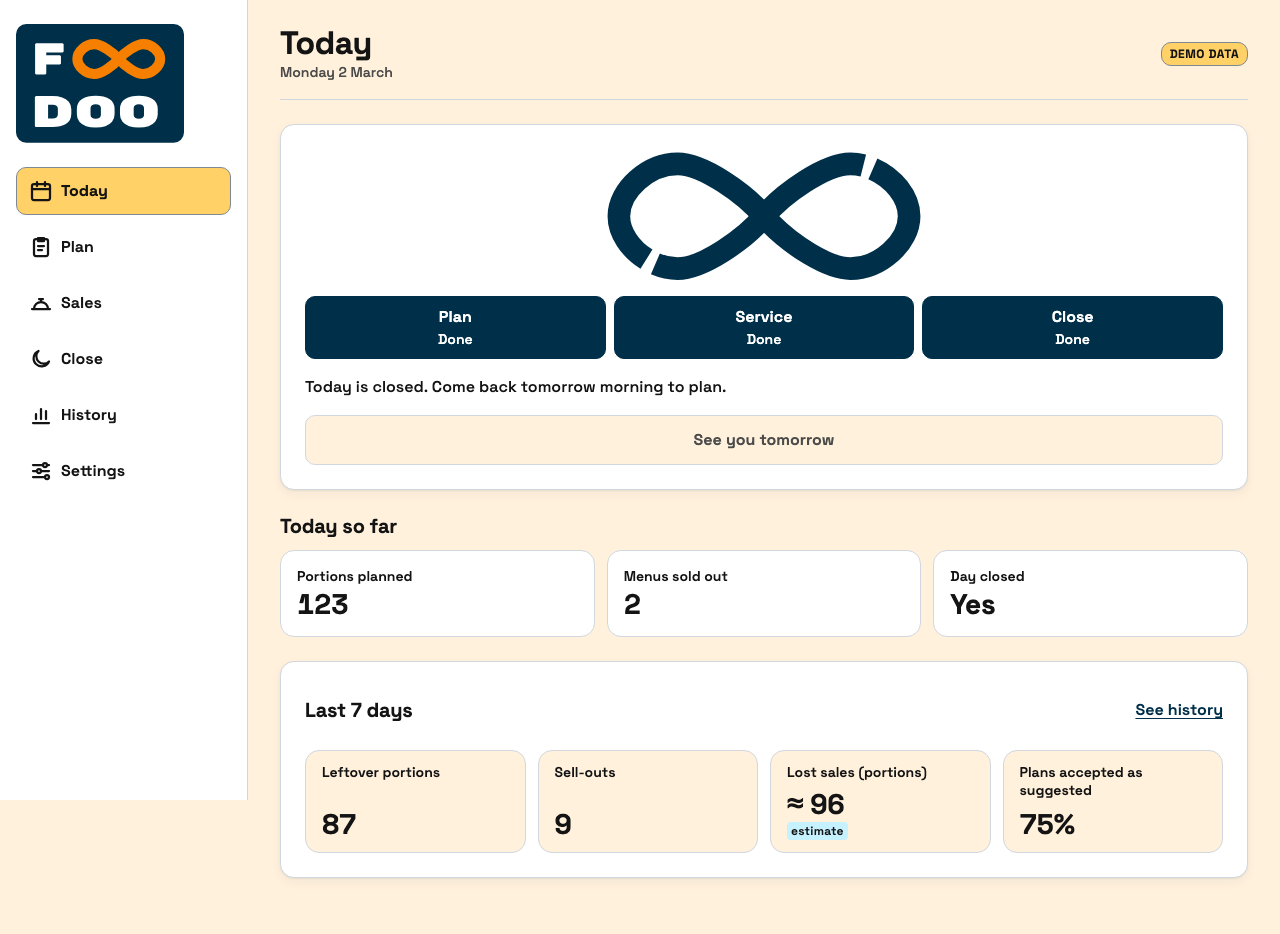 F
DOO
Today
Plan
Sales
Close
History
Settings
Today
Monday 2 March
DEMO DATA
Plan
Done
Service
Done
Close
Done
Today is closed. Come back tomorrow morning to plan.
See you tomorrow
Today so far
Portions planned
123
Menus sold out
2
Day closed
Yes
Last 7 days
See history
Leftover portions
87
Sell-outs
9
Lost sales (portions)
≈ 96
estimate
Plans accepted as
suggested
75%